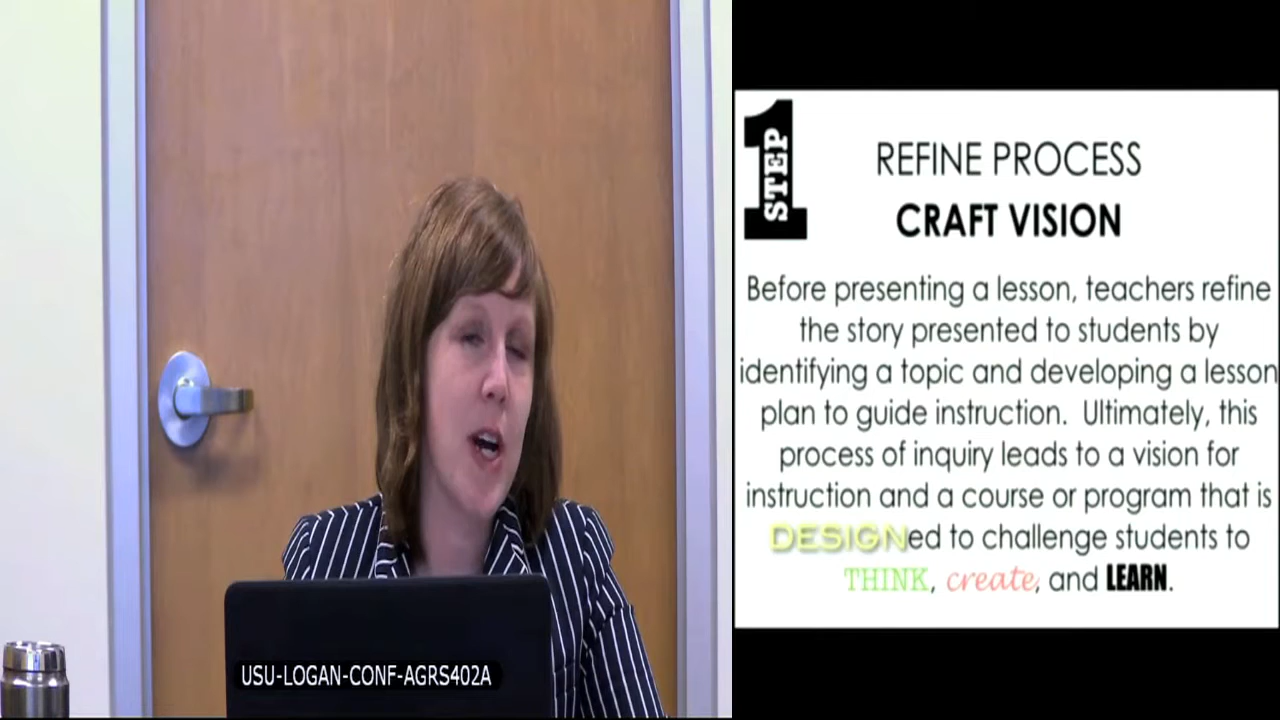 1
STEP
REFINE PROCESS
CRAFT VISION
Before presenting a lesson, teachers refine
the story presented to students by
identifying a topic and developing a lesson
plan to guide instruction.  Ultimately, this
process of inquiry leads to a vision for
instruction and a course or program that is
DESIGNed to challenge students to
THINK, create, and LEARN.
USU-LOGAN-CONF-AGRS402A